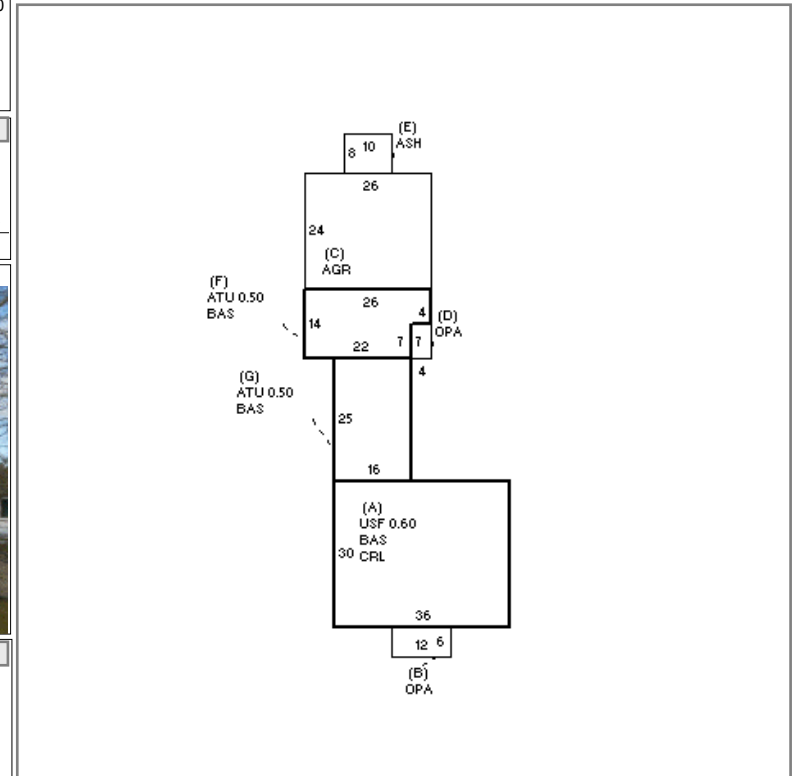 (E)
ASH
8 10
26
24
(C)
AGR
(F)
ATU 0.50
BAS
26
4
14
(D)
OPA
7 7
22
4
(G)
ATU 0.50
BAS
25
16
(A)
USF 0.60
BAS
30 CRL
36
12 6
(B)
OPA